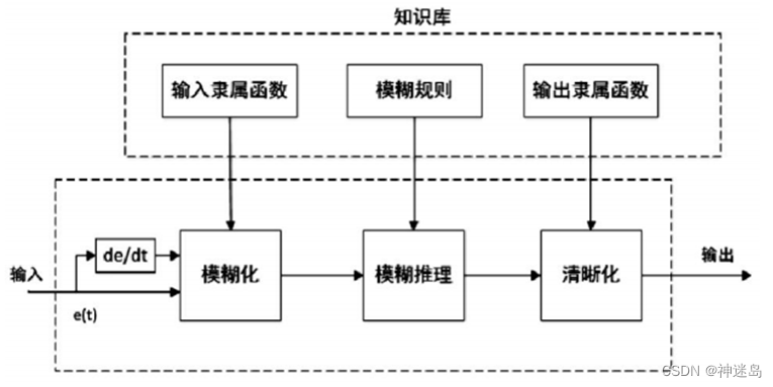 知识库
输入隶属函数
模糊规则
输出隶属函数
de/dt
输入
模糊化
模糊推理
清晰化
输出
e(t)
CSDN @神迷岛